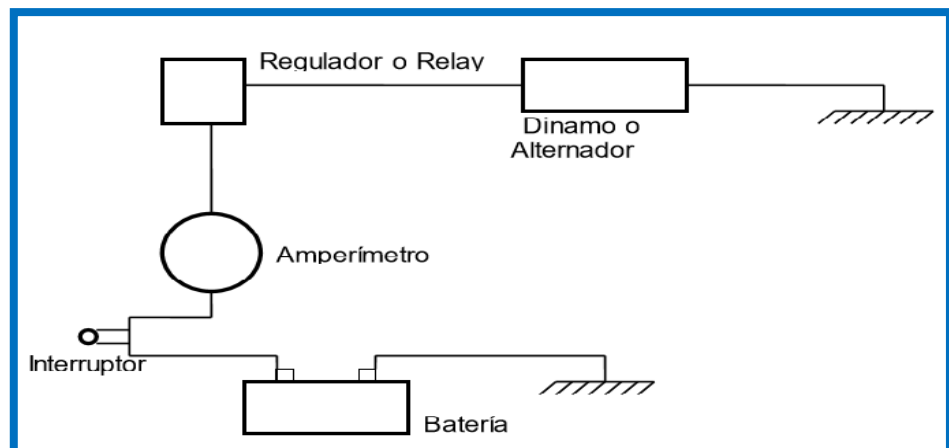 Regulador o Relay
Dinamo o
Alternador
Amperímetro
Interruptor
Batería